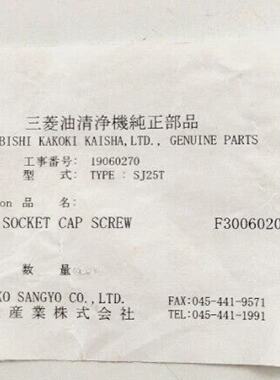 三菱油清浄機純正部品
BISHI KAKOKI KAISHA,LTD., GENUINE PARTS
工事番号: 19060270
型 式: TYPE : SJ25T
on 品 名:
SOCKET CAP SCREW F3006020
数 量
KO SANGYO CO.,LTD. FAX:045-441-9571
産業株式会社 TEL:045-441-1991